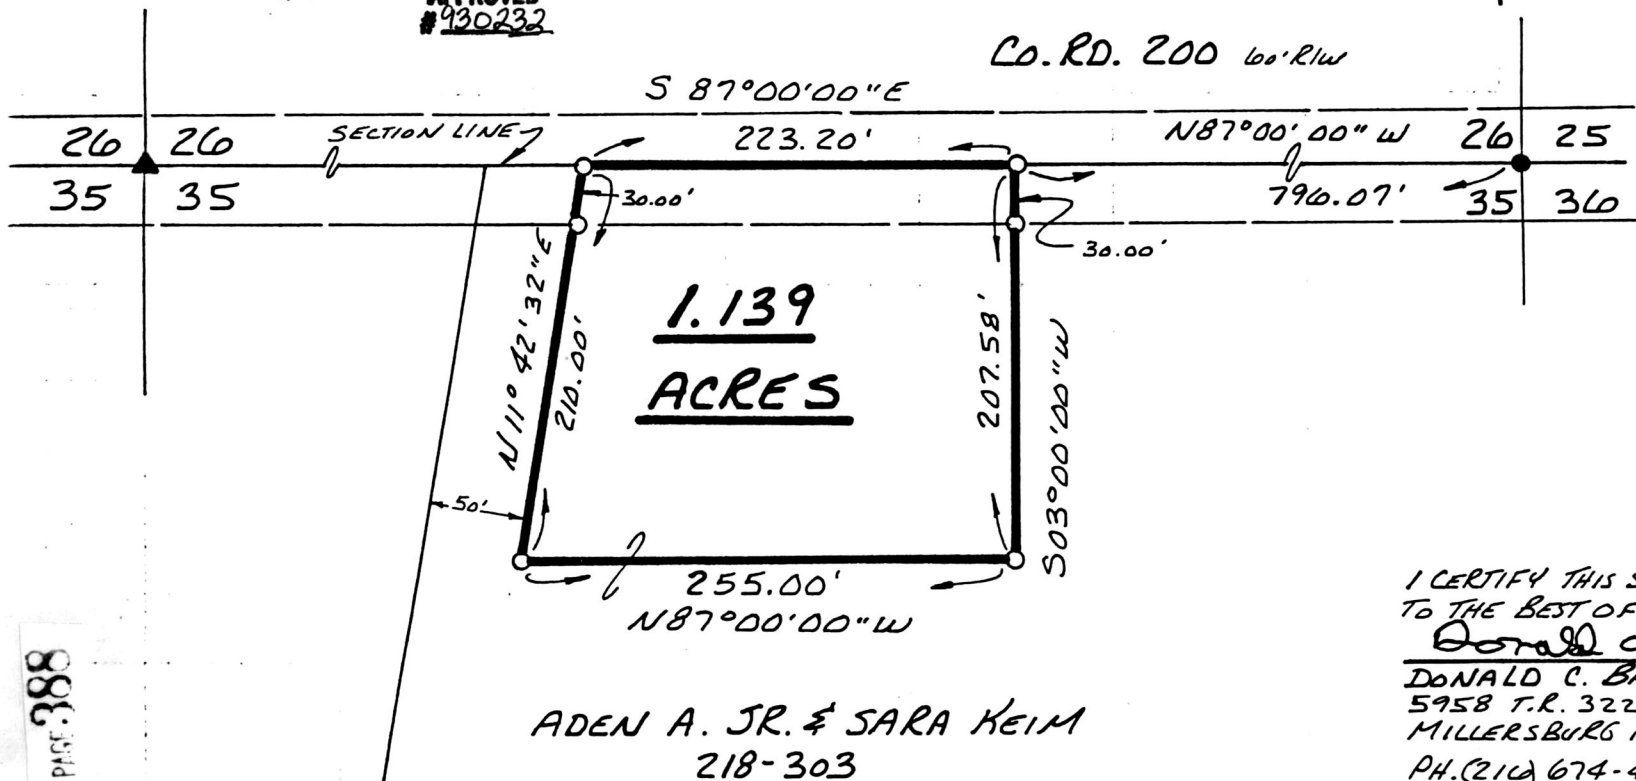 #930232
CO. RD. 200 60' R/W
S 87°00'00"E
26 26 SECTION LINE 223.20' N87°00'00"W 26 25
35 35 30.00' 796.07' 35 36
30.00'
N11°42'32"E
210.00'
1.139
ACRES
207.58'
S03°00'00"W
50'
255.00'
N87°00'00"W
I CERTIFY THIS
TO THE BEST OF
Donald
DONALD C.
5958 T.R. 322
MILLERSBURG
PH. (216) 674-
PAGE 388
ADEN A. JR. & SARA KEIM
218-303